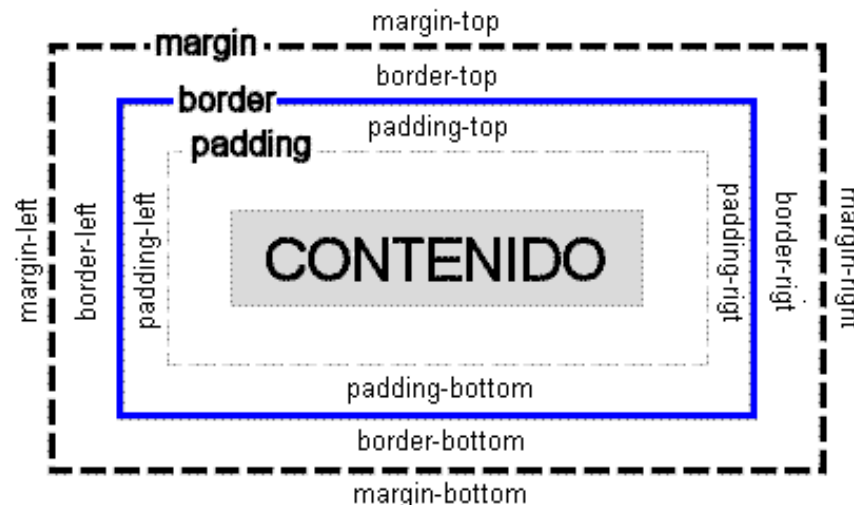 margin-top
margin
border-top
border
padding-top
padding
margin-left
border-left
padding-left
CONTENIDO
padding-rigt
border-rigt
margin-right
padding-bottom
border-bottom
margin-bottom